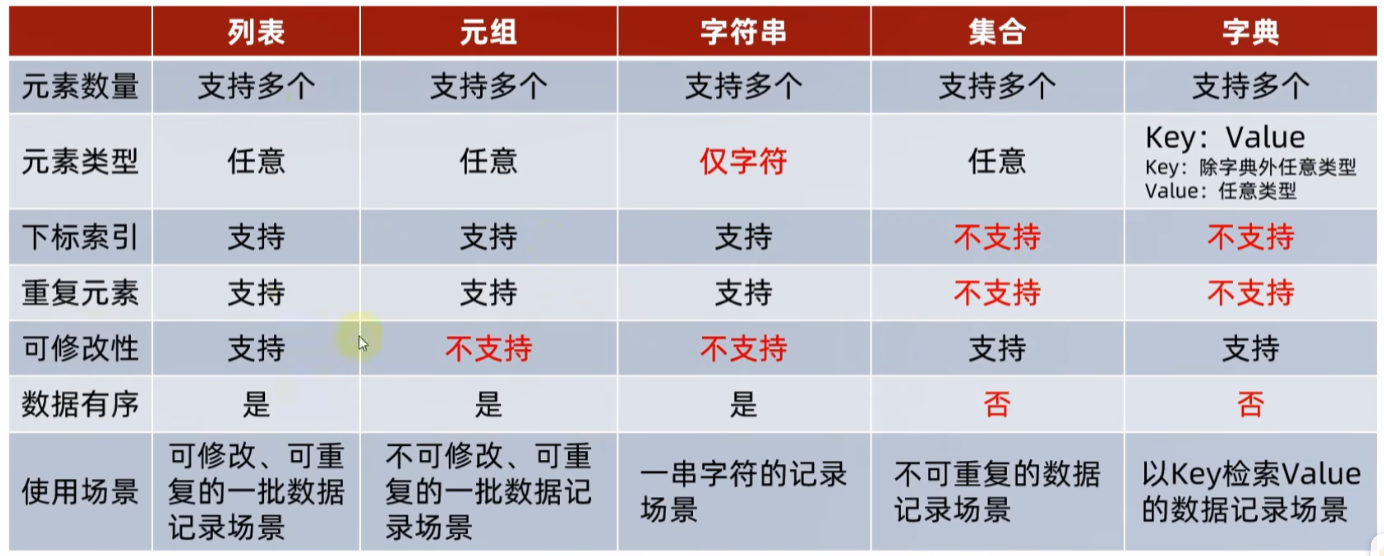 列表 元组 字符串 集合 字典
元素数量 支持多个 支持多个 支持多个 支持多个 支持多个
元素类型 任意 任意 仅字符 任意 Key：Value
Key：除字典外任意类型
Value：任意类型
下标索引 支持 支持 支持 不支持 不支持
重复元素 支持 支持 支持 不支持 不支持
可修改性 支持 不支持 不支持 支持 支持
数据有序 是 是 是 否 否
使用场景
可修改、可重
复的一批数据
记录场景
不可修改、可重
复的一批数据记
录场景
一串字符的记录
场景
不可重复的数据
记录场景
以Key检索Value
的数据记录场景